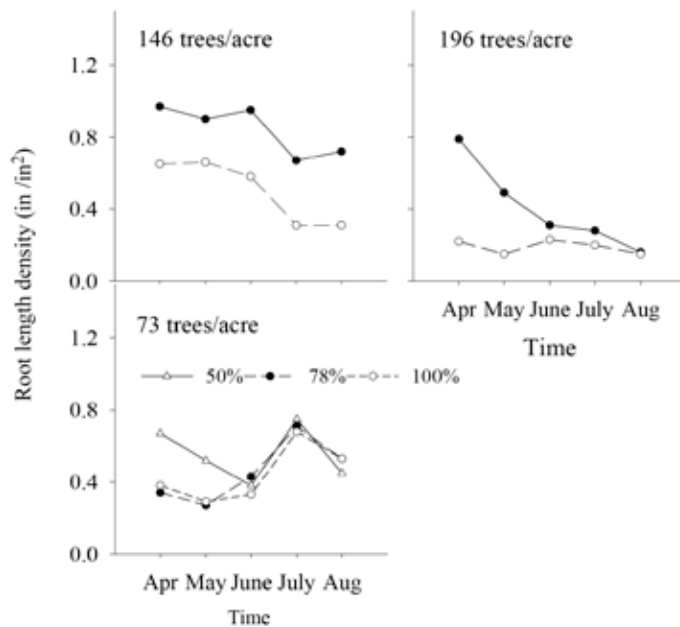 146 trees/acre
196 trees/acre
1.2
0.8
0.4
0.0
Apr May June July Aug
Time
Root length density (in /in²)
73 trees/acre
50% 78% 100%
1.2
0.8
0.4
0.0
Apr May June July Aug
Time